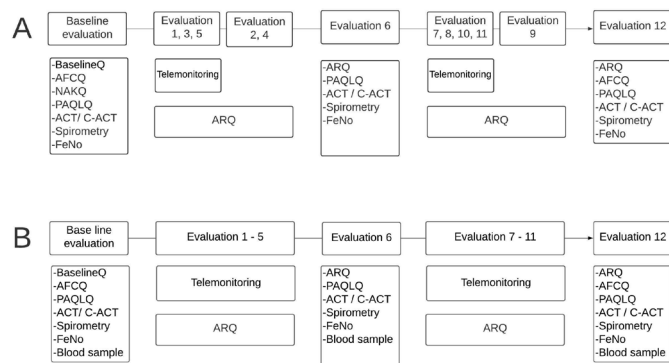 A
Baseline
evaluation
Evaluation
1, 3, 5
Evaluation
2, 4
Evaluation 6
Evaluation
7, 8, 10, 11
Evaluation
9
Evaluation 12
-BaselineQ
-AFCQ
-NAKQ
-PAQLQ
-ACT/ C-ACT
-Spirometry
-FeNo
Telemonitoring
ARQ
-ARQ
-PAQLQ
-ACT / C-ACT
-Spirometry
-FeNo
Telemonitoring
ARQ
-ARQ
-AFCQ
-PAQLQ
-ACT / C-ACT
-Spirometry
-FeNo
B
Base line
evaluation
Evaluation 1 - 5
Evaluation 6
Evaluation 7 - 11
Evaluation 12
-BaselineQ
-AFCQ
-PAQLQ
-ACT/ C-ACT
-Spirometry
-FeNo
-Blood sample
Telemonitoring
ARQ
-ARQ
-PAQLQ
-ACT / C-ACT
-Spirometry
-FeNo
-Blood sample
Telemonitoring
ARQ
-ARQ
-AFCQ
-PAQLQ
-ACT / C-ACT
-Spirometry
-FeNo
-Blood sample